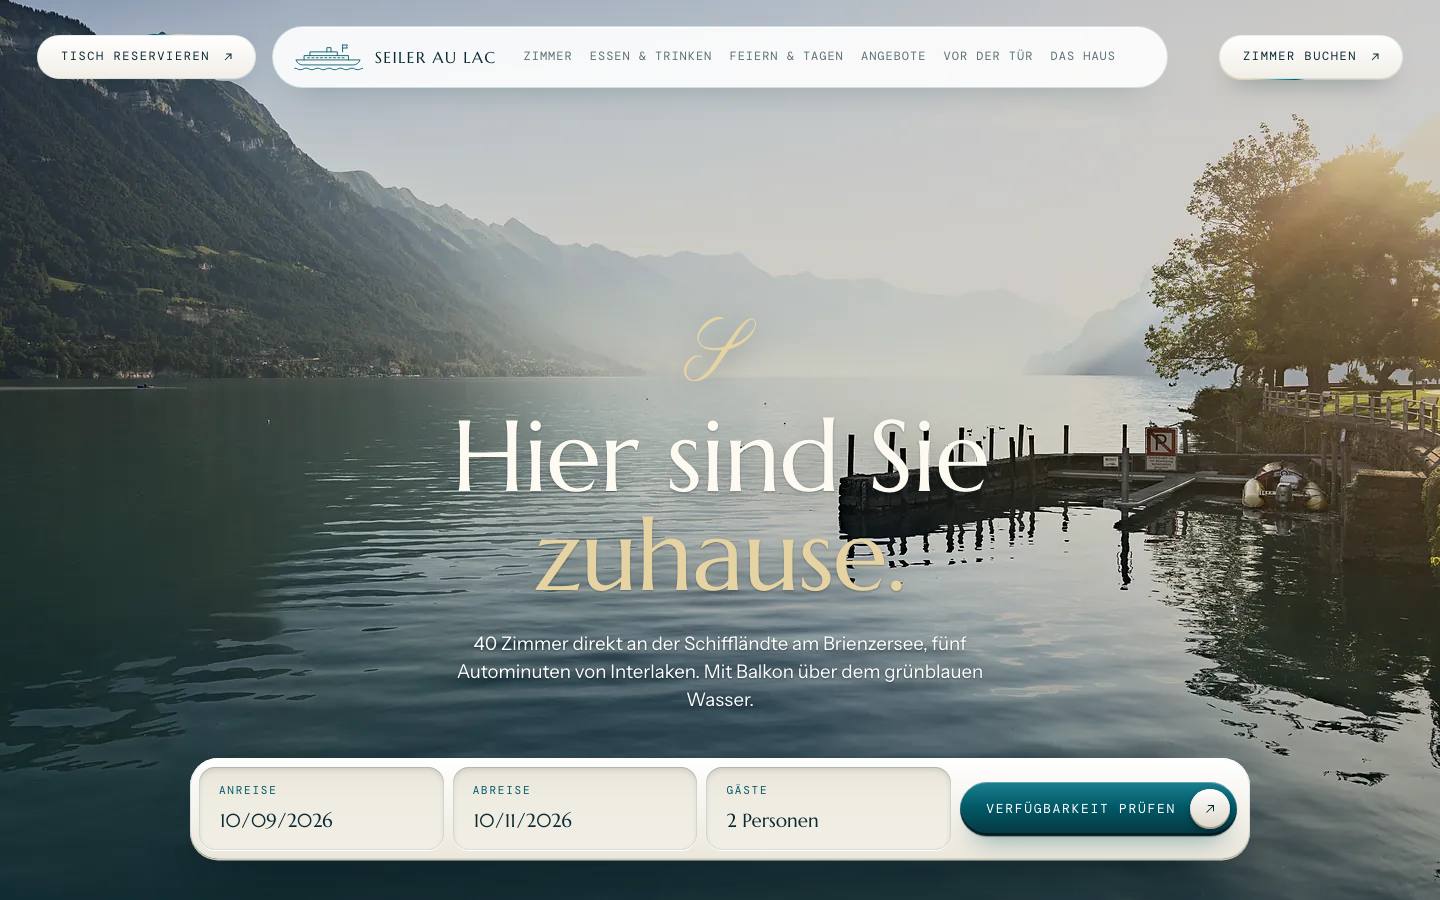 TISCH RESERVIEREN
SEILER AU LAC
ZIMMER
ESSEN & TRINKEN
FEIERN & TAGEN
ANGEBOTE
VOR DER TÜR
DAS HAUS
ZIMMER BUCHEN
S
Hier sind Sie
zuhause.
40 Zimmer direkt an der Schiffländte am Brienzersee, fünf
Autominuten von Interlaken. Mit Balkon über dem grünblauen
Wasser.
ANREISE
10/09/2026
ABREISE
10/11/2026
GÄSTE
2 Personen
VERFÜGBARKEIT PRÜFEN